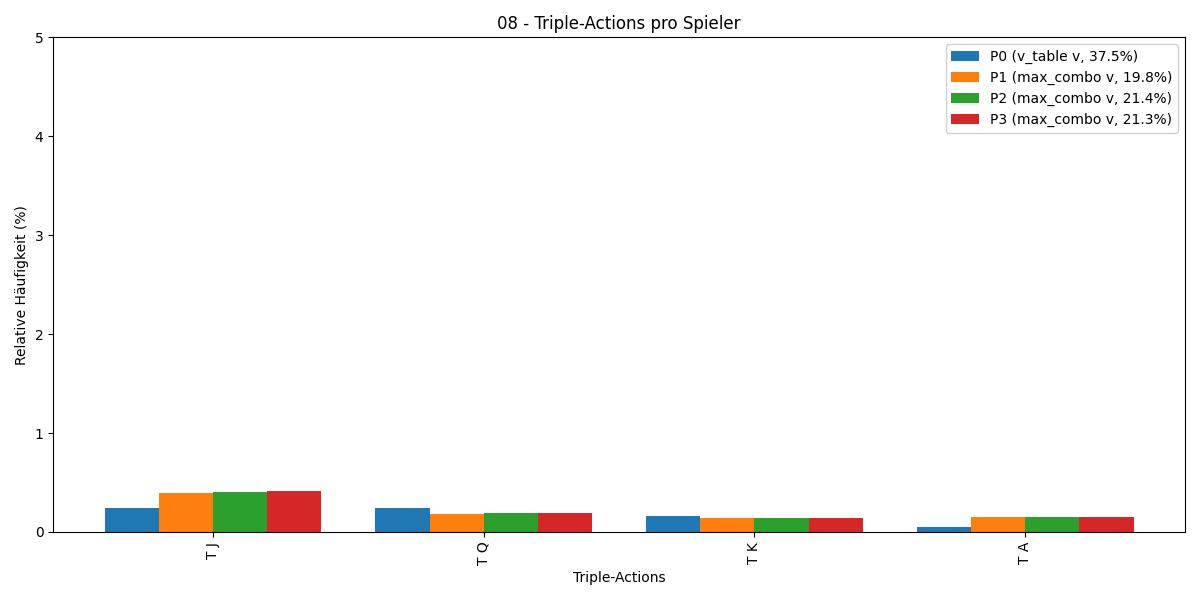 08 - Triple-Actions pro Spieler
P0 (v_table v, 37.5%)
P1 (max_combo v, 19.8%)
P2 (max_combo v, 21.4%)
P3 (max_combo v, 21.3%)
Relative Häufigkeit (%)
5
4
3
2
1
0
T J
T Q
T K
T A
Triple-Actions